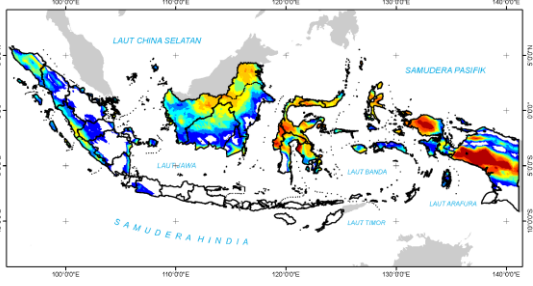 100°0'0" 110°0'0" 120°0'0" 130°0'0" 140°0'0"
LAUT CHINA SELATAN
5°0'0"
SAMUDERA PASIFIK
0°0'0"
LAUT JAWA
5°0'0"S
LAUT BANDA
LAUT ARAFURA
SAMUDERA HINDIA
LAUT TIMOR
10°0'0"S
100°0'0" 110°0'0" 120°0'0" 130°0'0" 140°0'0"